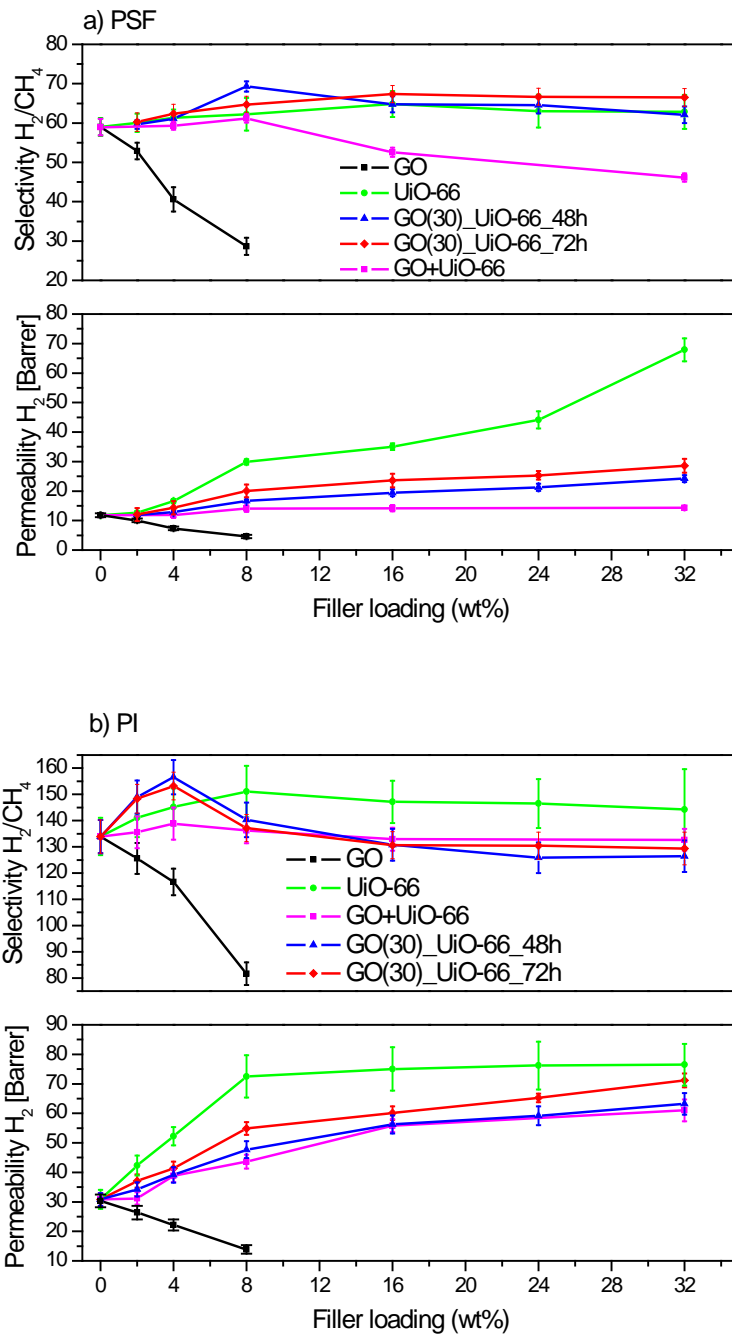 a) PSF
Selectivity H2/CH4
80
70
60
50
40
30
20
GO
UiO-66
GO(30)_UiO-66_48h
GO(30)_UiO-66_72h
GO+UiO-66
Permeability H2 [Barrer]
80
70
60
50
40
30
20
10
0
0 4 8 12 16 20 24 28 32
Filler loading (wt%)
b) PI
Selectivity H2/CH4
160
150
140
130
120
110
100
90
80
GO
UiO-66
GO+UiO-66
GO(30)_UiO-66_48h
GO(30)_UiO-66_72h
Permeability H2 [Barrer]
90
80
70
60
50
40
30
20
10
0 4 8 12 16 20 24 28 32
Filler loading (wt%)